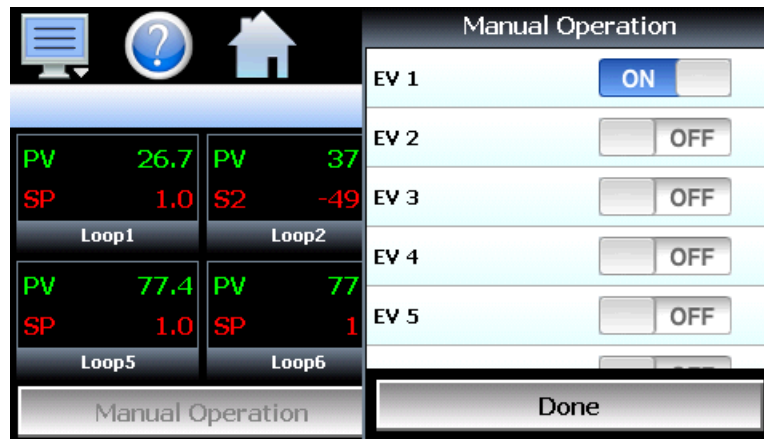 ?
PV 26.7
SP 1.0
Loop1
PV 37
S2 -49
Loop2
PV 77.4
SP 1.0
Loop5
PV 77
SP 1
Loop6
Manual Operation
Manual Operation
EV 1 ON
EV 2 OFF
EV 3 OFF
EV 4 OFF
EV 5 OFF
Done